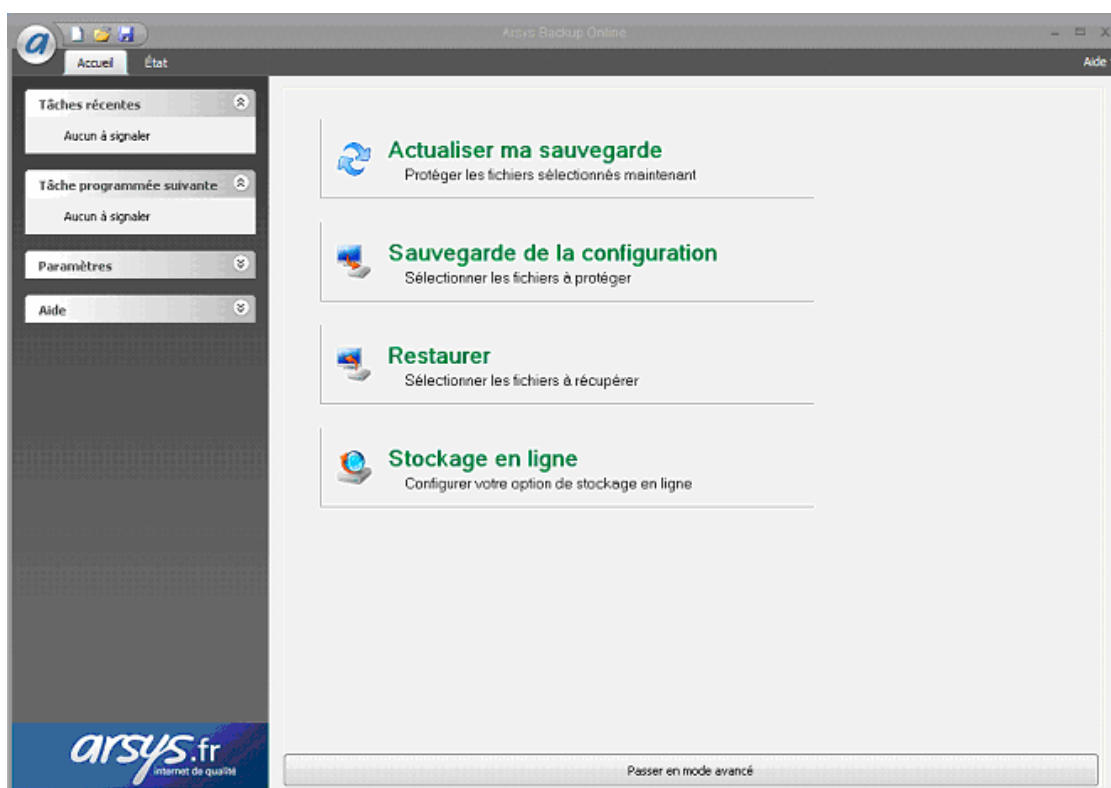 Arsys Backup Online
Accueil
État
Aide
Tâches récentes
Aucun à signaler
Tâche programmée suivante
Aucun à signaler
Paramètres
Aide
Actualiser ma sauvegarde
Protéger les fichiers sélectionnés maintenant
Sauvegarde de la configuration
Sélectionner les fichiers à protéger
Restaurer
Sélectionner les fichiers à récupérer
Stockage en ligne
Configurer votre option de stockage en ligne
arsys.fr
internet de qualité
Passer en mode avancé